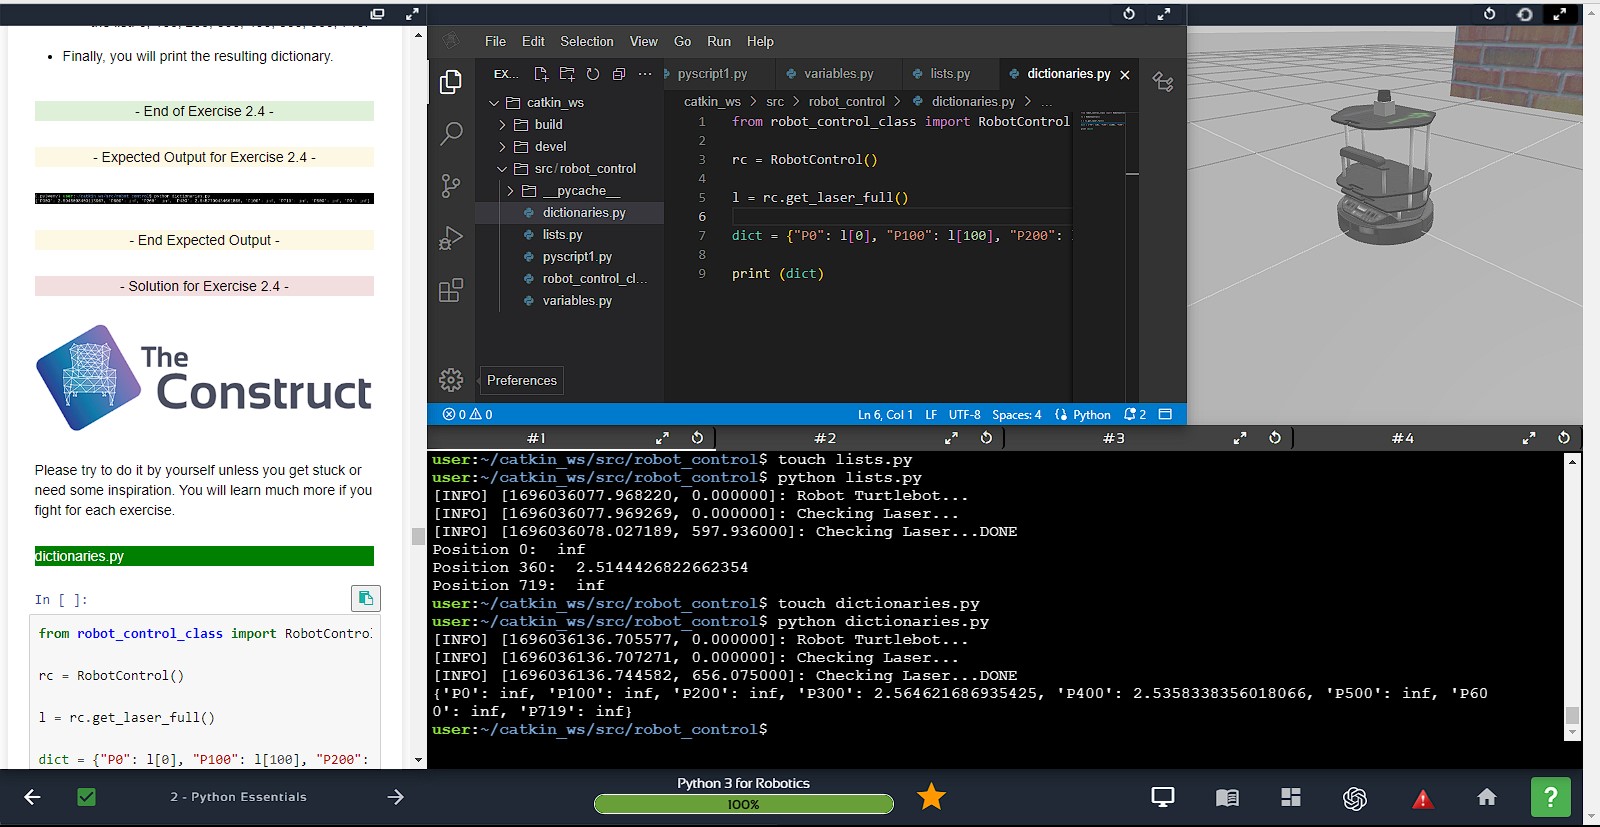 • Finally, you will print the resulting dictionary.
- End of Exercise 2.4 -
- Expected Output for Exercise 2.4 -
- End Expected Output -
- Solution for Exercise 2.4 -
The
Construct
Please try to do it by yourself unless you get stuck or
need some inspiration. You will learn much more if you
fight for each exercise.
dictionaries.py
In [ ]:
from robot_control_class import RobotControl
rc = RobotControl()
l = rc.get_laser_full()
dict = {"P0": l[0], "P100": l[100], "P200":
File Edit Selection View Go Run Help
EX...
catkin_ws
build
devel
src/robot_control
__pycache__
dictionaries.py
lists.py
pyscript1.py
robot_control_cl...
variables.py
Preferences
pyscript1.py variables.py lists.py dictionaries.py
catkin_ws > src > robot_control > dictionaries.py > ...
1 from robot_control_class import RobotControl
2
3 rc = RobotControl()
4
5 l = rc.get_laser_full()
6
7 dict = {"P0": l[0], "P100": l[100], "P200":
8
9 print (dict)
0 0 Ln 6, Col 1 LF UTF-8 Spaces: 4 Python 2
#1 #2 #3 #4
user:~/catkin_ws/src/robot_control$ touch lists.py
user:~/catkin_ws/src/robot_control$ python lists.py
[INFO] [1696036077.968220, 0.000000]: Robot Turtlebot...
[INFO] [1696036077.969269, 0.000000]: Checking Laser...
[INFO] [1696036078.027189, 597.936000]: Checking Laser...DONE
Position 0:  inf
Position 360:  2.5144426822662354
Position 719:  inf
user:~/catkin_ws/src/robot_control$ touch dictionaries.py
user:~/catkin_ws/src/robot_control$ python dictionaries.py
[INFO] [1696036136.705577, 0.000000]: Robot Turtlebot...
[INFO] [1696036136.707271, 0.000000]: Checking Laser...
[INFO] [1696036136.744582, 656.075000]: Checking Laser...DONE
{'P0': inf, 'P100': inf, 'P200': inf, 'P300': 2.564621686935425, 'P400': 2.5358338356018066, 'P500': inf, 'P60
0': inf, 'P719': inf}
user:~/catkin_ws/src/robot_control$
2 - Python Essentials
Python 3 for Robotics
100%
?